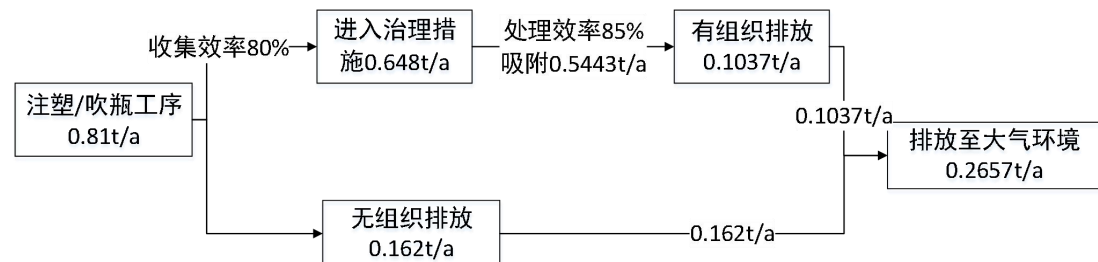 收集效率80%
进入治理措
施0.648t/a
处理效率85%
吸附0.5443t/a
有组织排放
0.1037t/a
注塑/吹瓶工序
0.81t/a
0.1037t/a
排放至大气环境
0.2657t/a
无组织排放
0.162t/a
0.162t/a